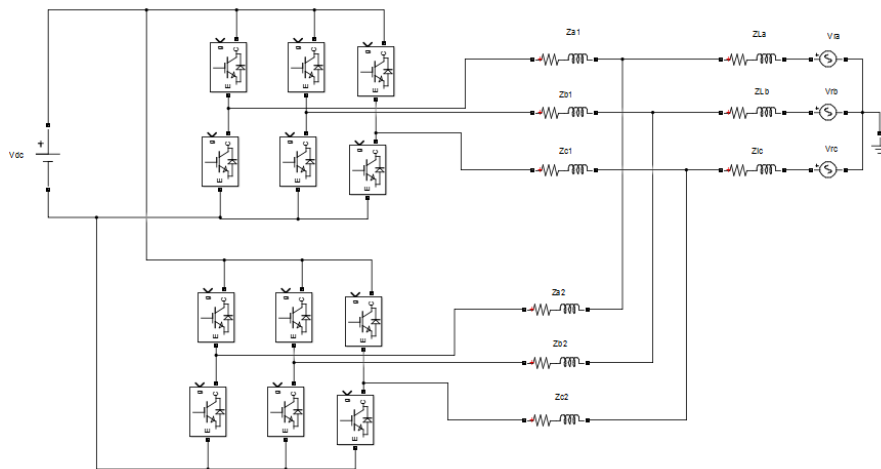 Za1
ZLa
Vra
Zb1
ZLb
Vrb
Vdc
Zc1
Zlc
Vrc
Za2
Zb2
Zc2
g C E
g C E
g C E
g C E
g C E
g C E
g C E
g C E
g C E
g C E
g C E
g C E